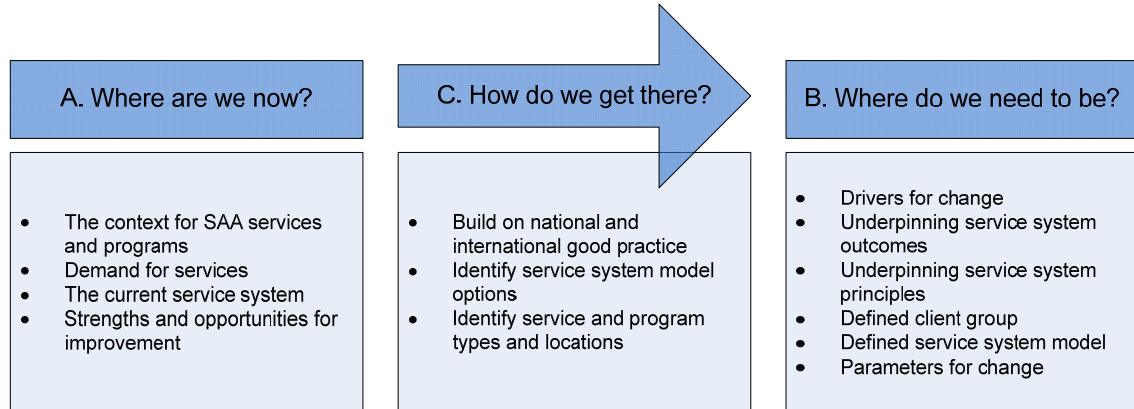 A. Where are we now?
• The context for SAA services
and programs
• Demand for services
• The current service system
• Strengths and opportunities for
improvement
C. How do we get there?
• Build on national and
international good practice
• Identify service system model
options
• Identify service and program
types and locations
B. Where do we need to be?
• Drivers for change
• Underpinning service system
outcomes
• Underpinning service system
principles
• Defined client group
• Defined service system model
• Parameters for change